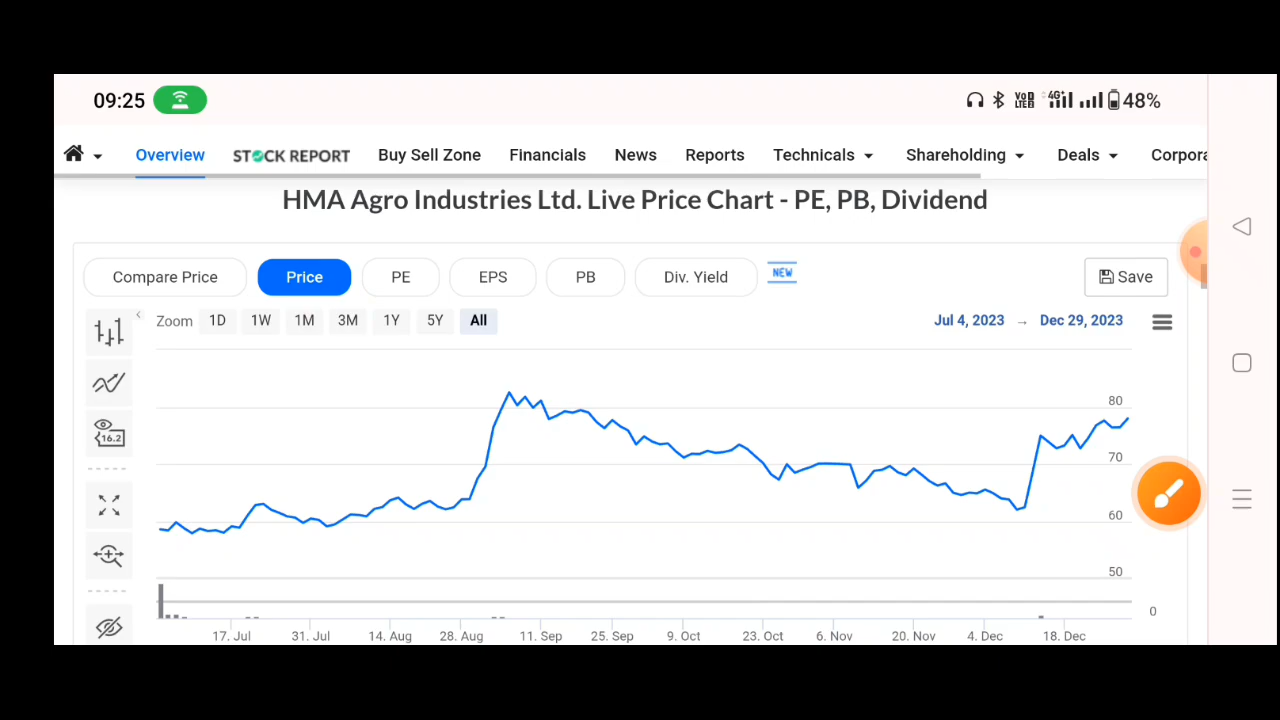 09:25 VoD LTEB 4G+ 48%
Overview STOCK REPORT Buy Sell Zone Financials News Reports Technicals Shareholding Deals Corpora
HMA Agro Industries Ltd. Live Price Chart - PE, PB, Dividend
Compare Price Price PE EPS PB Div. Yield NEW Save
Zoom 1D 1W 1M 3M 1Y 5Y All Jul 4, 2023 → Dec 29, 2023
80
16.2
70
60
50
0
17. Jul 31. Jul 14. Aug 28. Aug 11. Sep 25. Sep 9. Oct 23. Oct 6. Nov 20. Nov 4. Dec 18. Dec